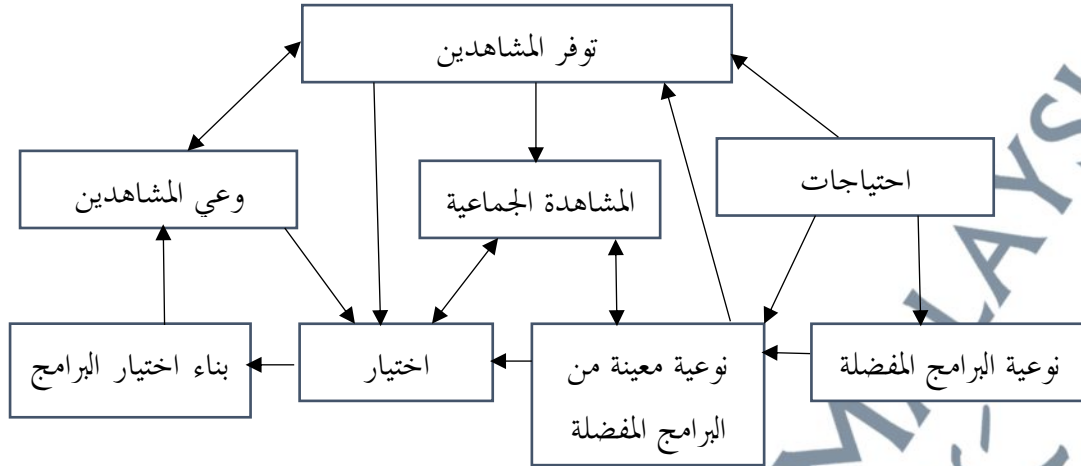 توفر المشاهدين
احتياجات
المشاهدة الجماعية
وعي المشاهدين
نوعية البرامج المفضلة
نوعية معينة من
البرامج المفضلة
اختيار
بناء اختيار البرامج
MALAYSI